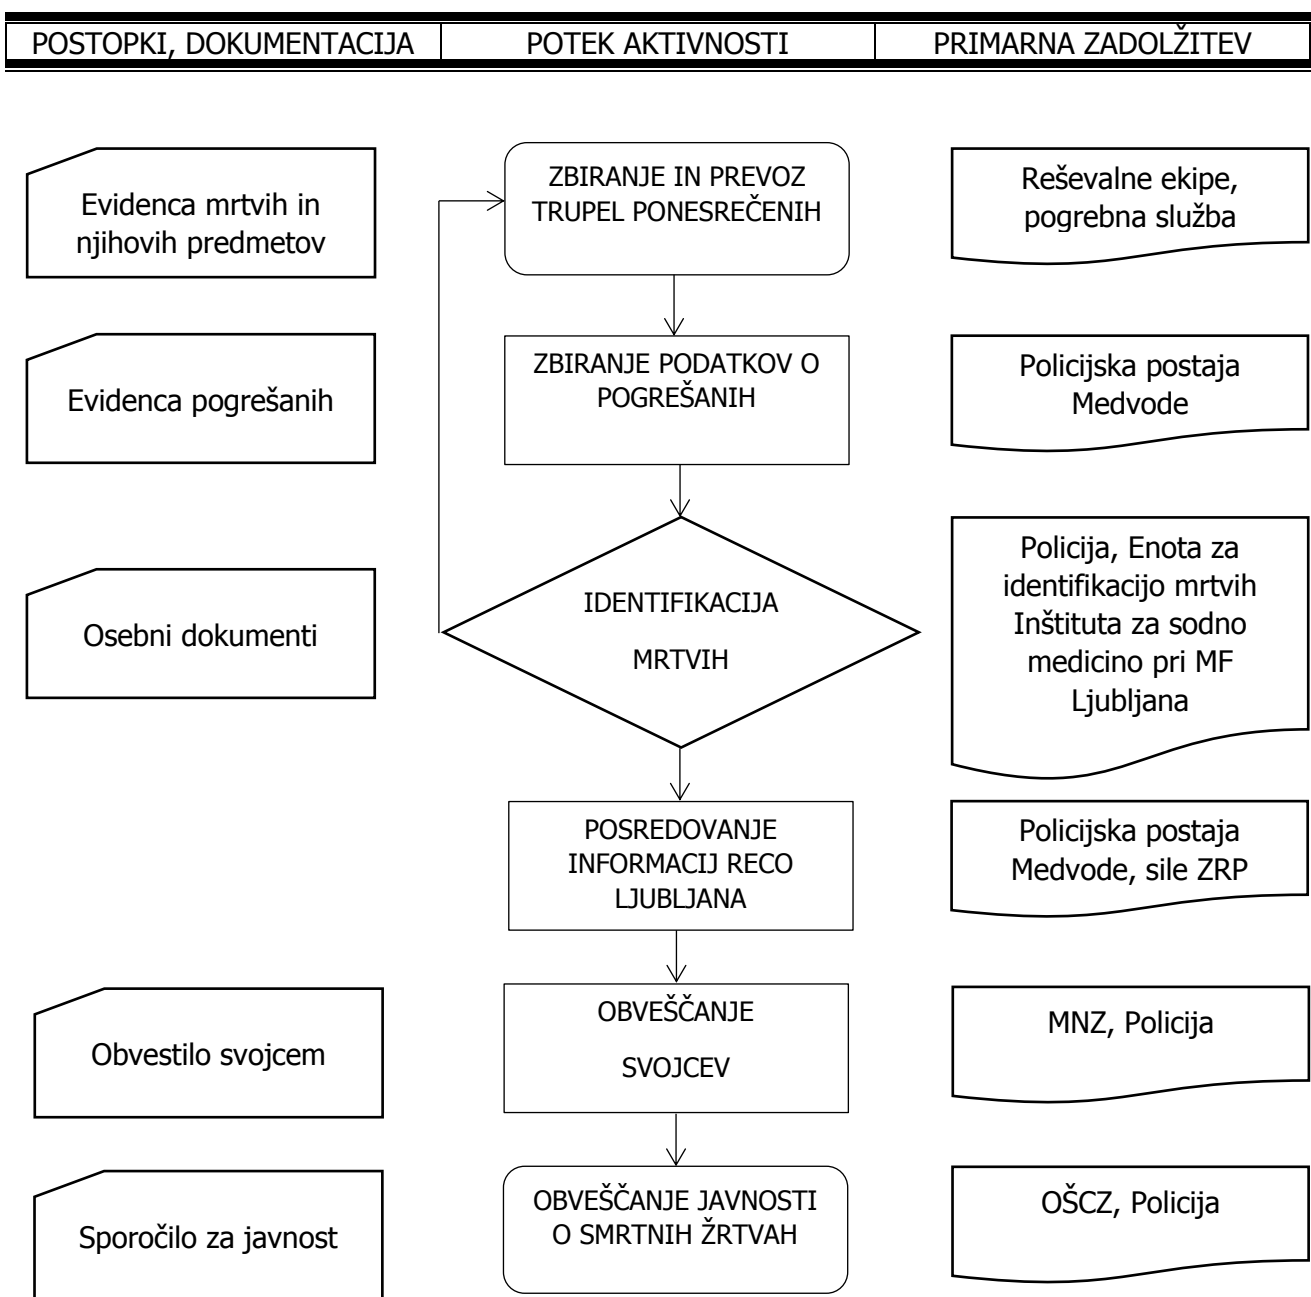 POSTOPKI, DOKUMENTACIJA
POTEK AKTIVNOSTI
PRIMARNA ZADOLŽITEV
Evidenca mrtvih in
njihovih predmetov
ZBIRANJE IN PREVOZ
TRUPEL PONESREČENIH
Reševalne ekipe,
pogrebna služba
Evidenca pogrešanih
ZBIRANJE PODATKOV O
POGREŠANIH
Policijska postaja
Medvode
Osebni dokumenti
IDENTIFIKACIJA
MRTVIH
Policija, Enota za
identifikacijo mrtvih
Inštituta za sodno
medicino pri MF
Ljubljana
POSREDOVANJE
INFORMACIJ RECO
LJUBLJANA
Policijska postaja
Medvode, sile ZRP
Obvestilo svojcem
OBVEŠČANJE
SVOJCEV
MNZ, Policija
Sporočilo za javnost
OBVEŠČANJE JAVNOSTI
O SMRTNIH ŽRTVAH
OŠCZ, Policija